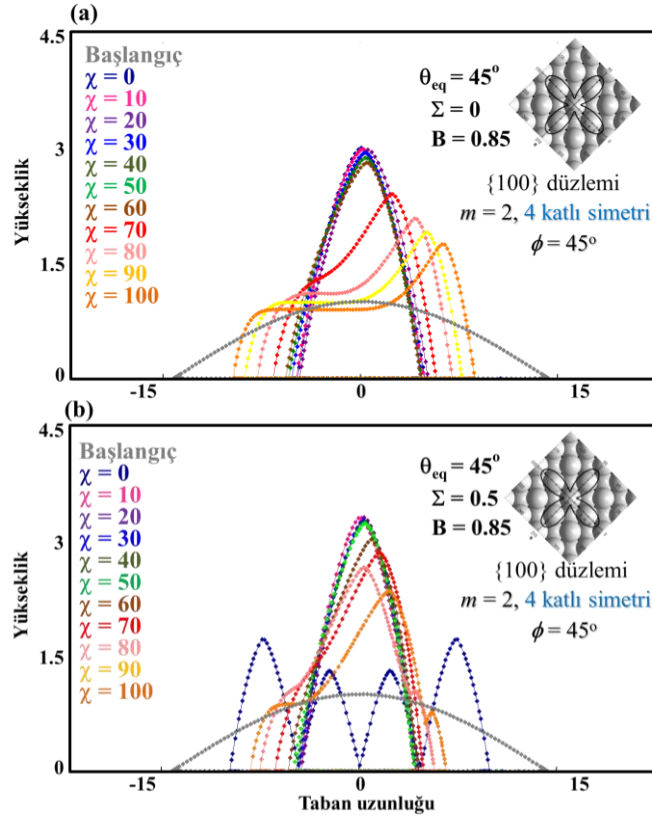 (a)
4.5
3
1.5
0
Yükseklik
Başlangıç
χ = 0
χ = 10
χ = 20
χ = 30
χ = 40
χ = 50
χ = 60
χ = 70
χ = 80
χ = 90
χ = 100
θeq = 45°
Σ = 0
B = 0.85
{100} düzlemi
m = 2, 4 katlı simetri
ϕ = 45°
-15
0
15
(b)
4.5
3
1.5
0
Yükseklik
Başlangıç
χ = 0
χ = 10
χ = 20
χ = 30
χ = 40
χ = 50
χ = 60
χ = 70
χ = 80
χ = 90
χ = 100
θeq = 45°
Σ = 0.5
B = 0.85
{100} düzlemi
m = 2, 4 katlı simetri
ϕ = 45°
-15
0
15
Taban uzunluğu